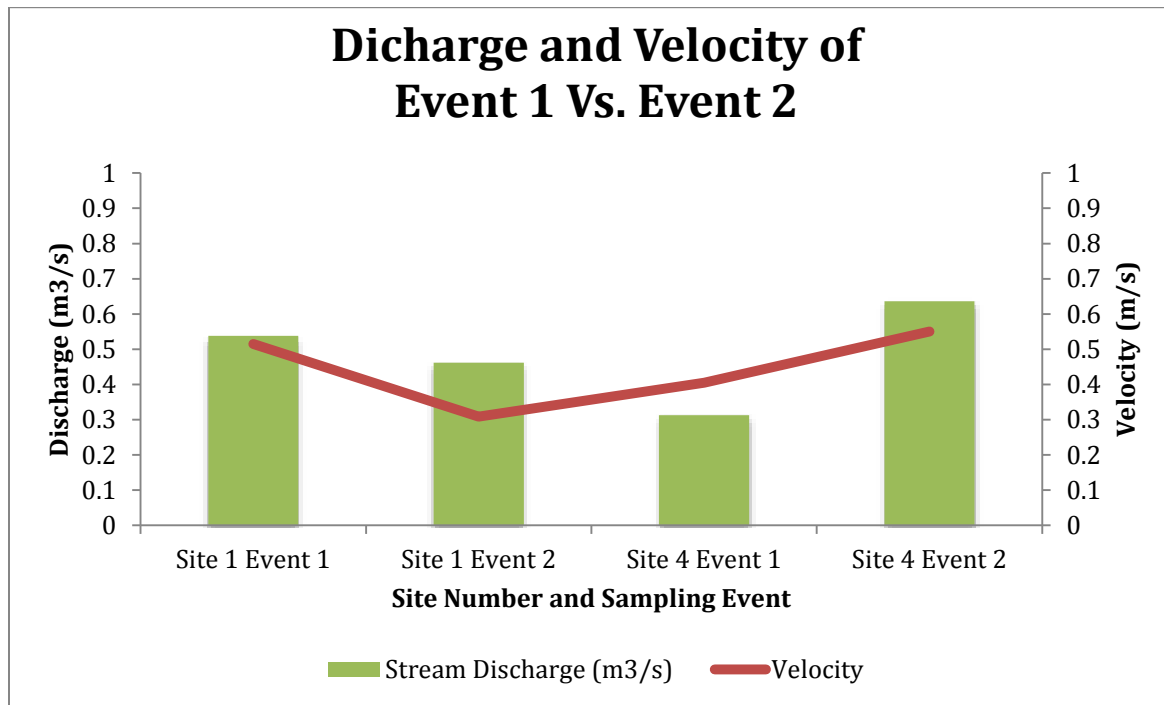 Dicharge and Velocity of
Event 1 Vs. Event 2
1
0.9
0.8
0.7
0.6
0.5
0.4
0.3
0.2
0.1
0
Discharge (m3/s)
1
0.9
0.8
0.7
0.6
0.5
0.4
0.3
0.2
0.1
0
Velocity (m/s)
Site 1 Event 1
Site 1 Event 2
Site 4 Event 1
Site 4 Event 2
Site Number and Sampling Event
Stream Discharge (m3/s)
Velocity